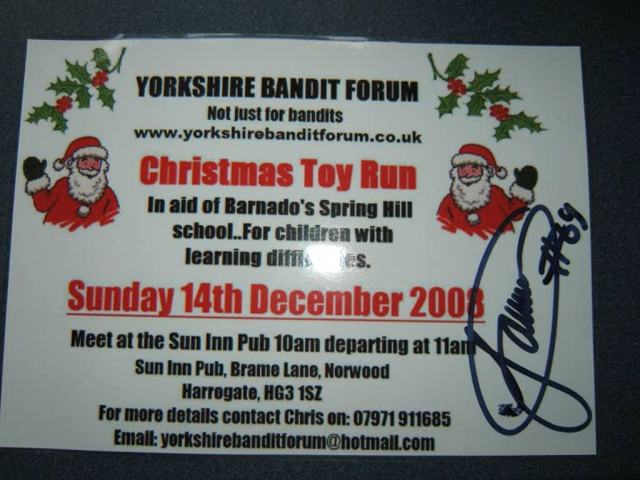 YORKSHIRE BANDIT FORUM
Not just for bandits
www.yorkshirebanditforum.co.uk
Christmas Toy Run
In aid of Barnado's Spring Hill
school..For children with
learning difficulties.
Sunday 14th December 2008
Meet at the Sun Inn Pub 10am departing at 11am
Sun Inn Pub, Brame Lane, Norwood
Harrogate, HG3 1SZ
For more details contact Chris on: 07971 911685
Email: yorkshirebanditforum@hotmail.com